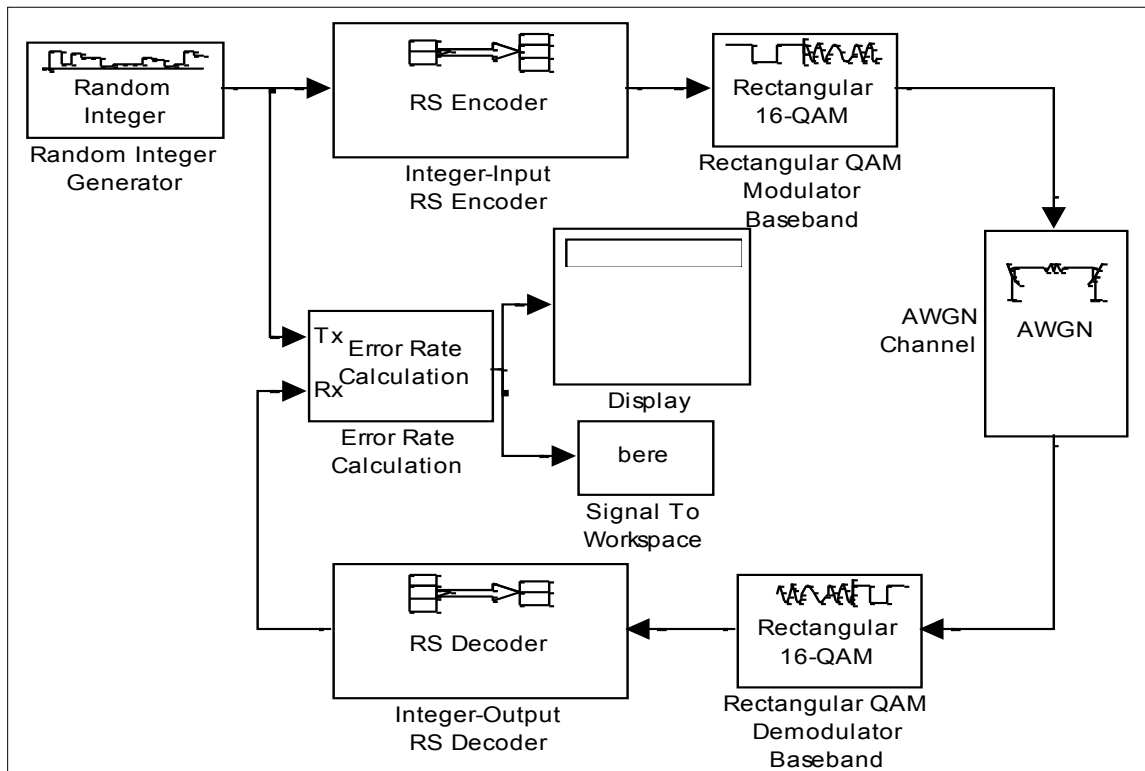 Random
Integer
Random Integer
Generator
RS Encoder
Integer-Input
RS Encoder
Rectangular
16-QAM
Rectangular QAM
Modulator
Baseband
AWGN
Channel
AWGN
Tx
Rx
Error Rate
Calculation
Error Rate
Calculation
Display
bere
Signal To
Workspace
RS Decoder
Integer-Output
RS Decoder
Rectangular
16-QAM
Rectangular QAM
Demodulator
Baseband